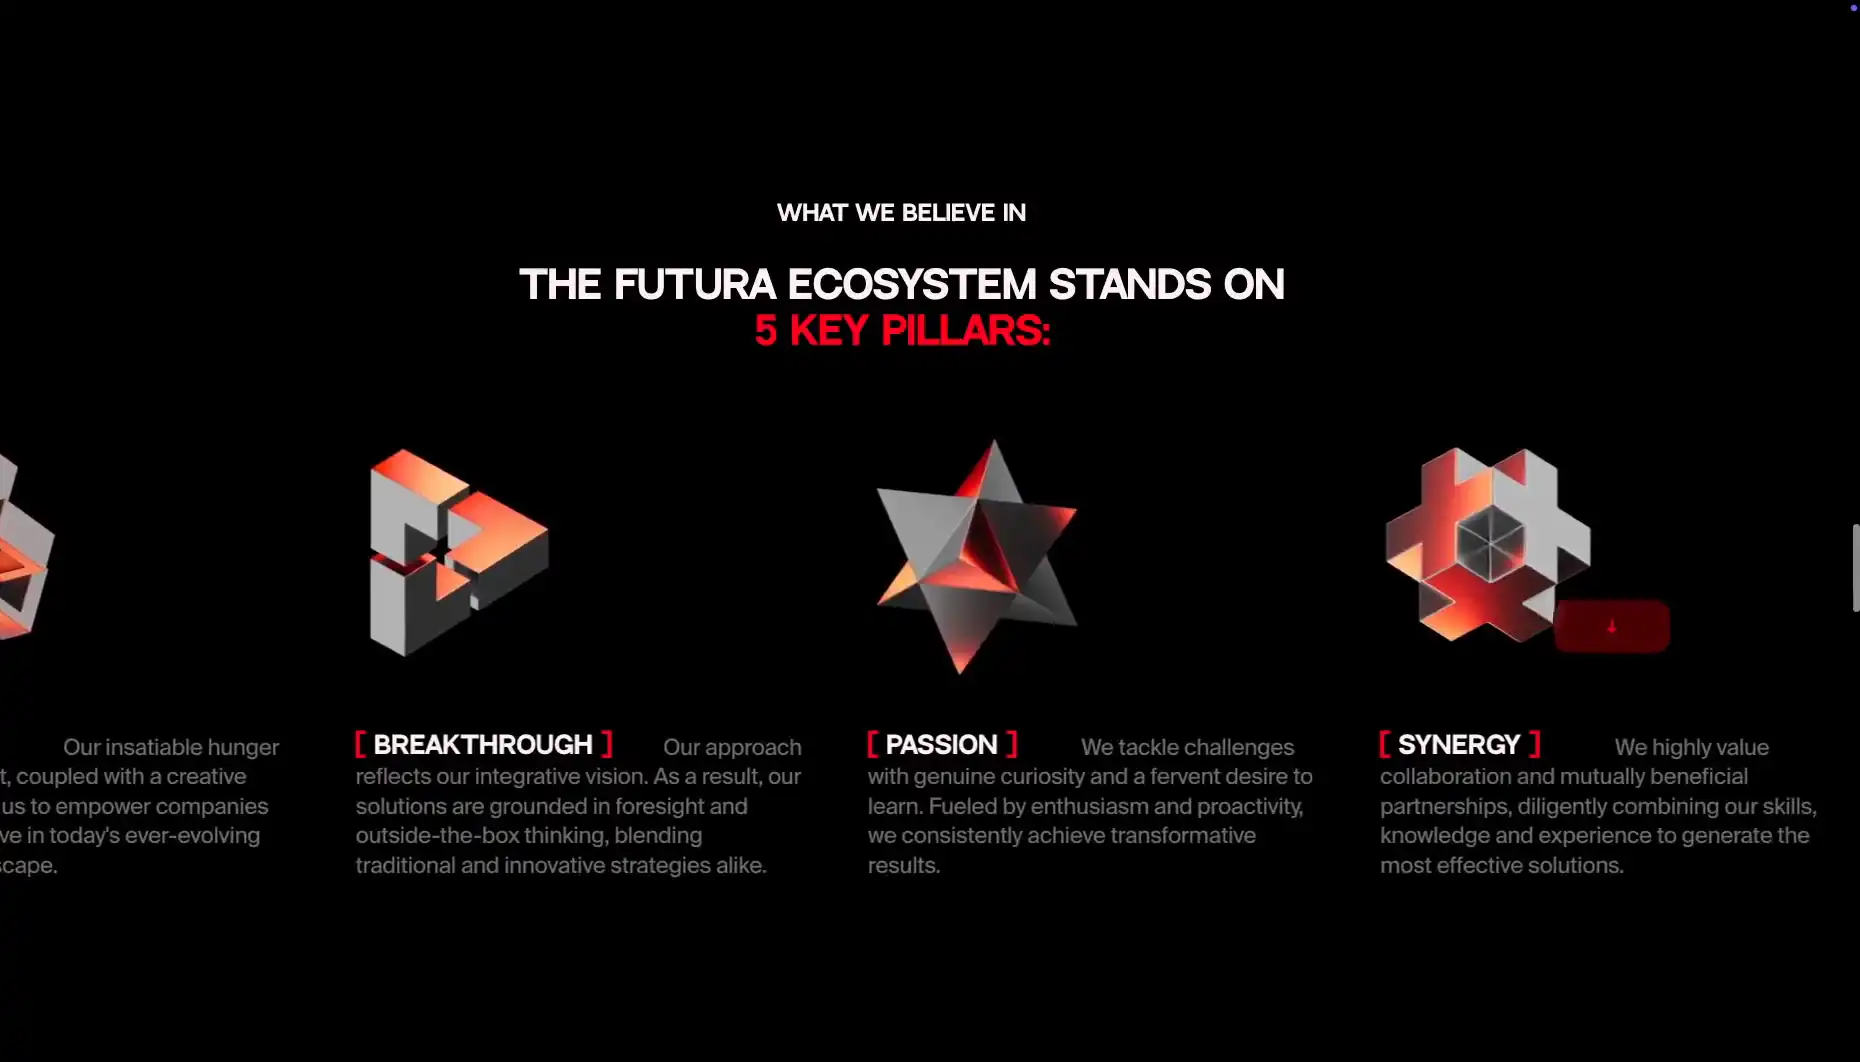 WHAT WE BELIEVE IN
THE FUTURA ECOSYSTEM STANDS ON
5 KEY PILLARS:
Our insatiable hunger
t, coupled with a creative
us to empower companies
ve in today's ever-evolving
scape.
[ BREAKTHROUGH ] Our approach
reflects our integrative vision. As a result, our
solutions are grounded in foresight and
outside-the-box thinking, blending
traditional and innovative strategies alike.
[ PASSION ] We tackle challenges
with genuine curiosity and a fervent desire to
learn. Fueled by enthusiasm and proactivity,
we consistently achieve transformative
results.
[ SYNERGY ] We highly value
collaboration and mutually beneficial
partnerships, diligently combining our skills,
knowledge and experience to generate the
most effective solutions.